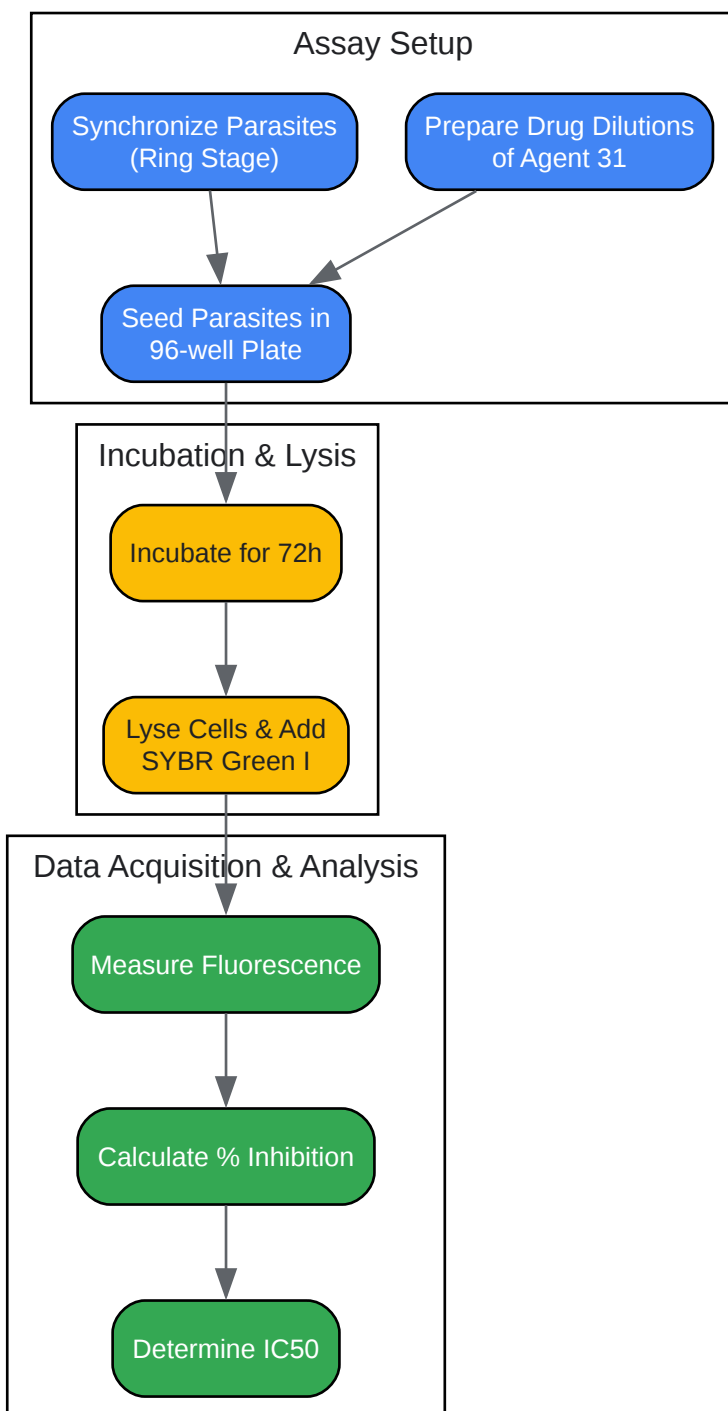 Assay Setup
Synchronize Parasites
(Ring Stage)
Prepare Drug Dilutions
of Agent 31
Seed Parasites in
96-well Plate
Incubation & Lysis
Incubate for 72h
Lyse Cells & Add
SYBR Green I
Data Acquisition & Analysis
Measure Fluorescence
Calculate % Inhibition
Determine IC50